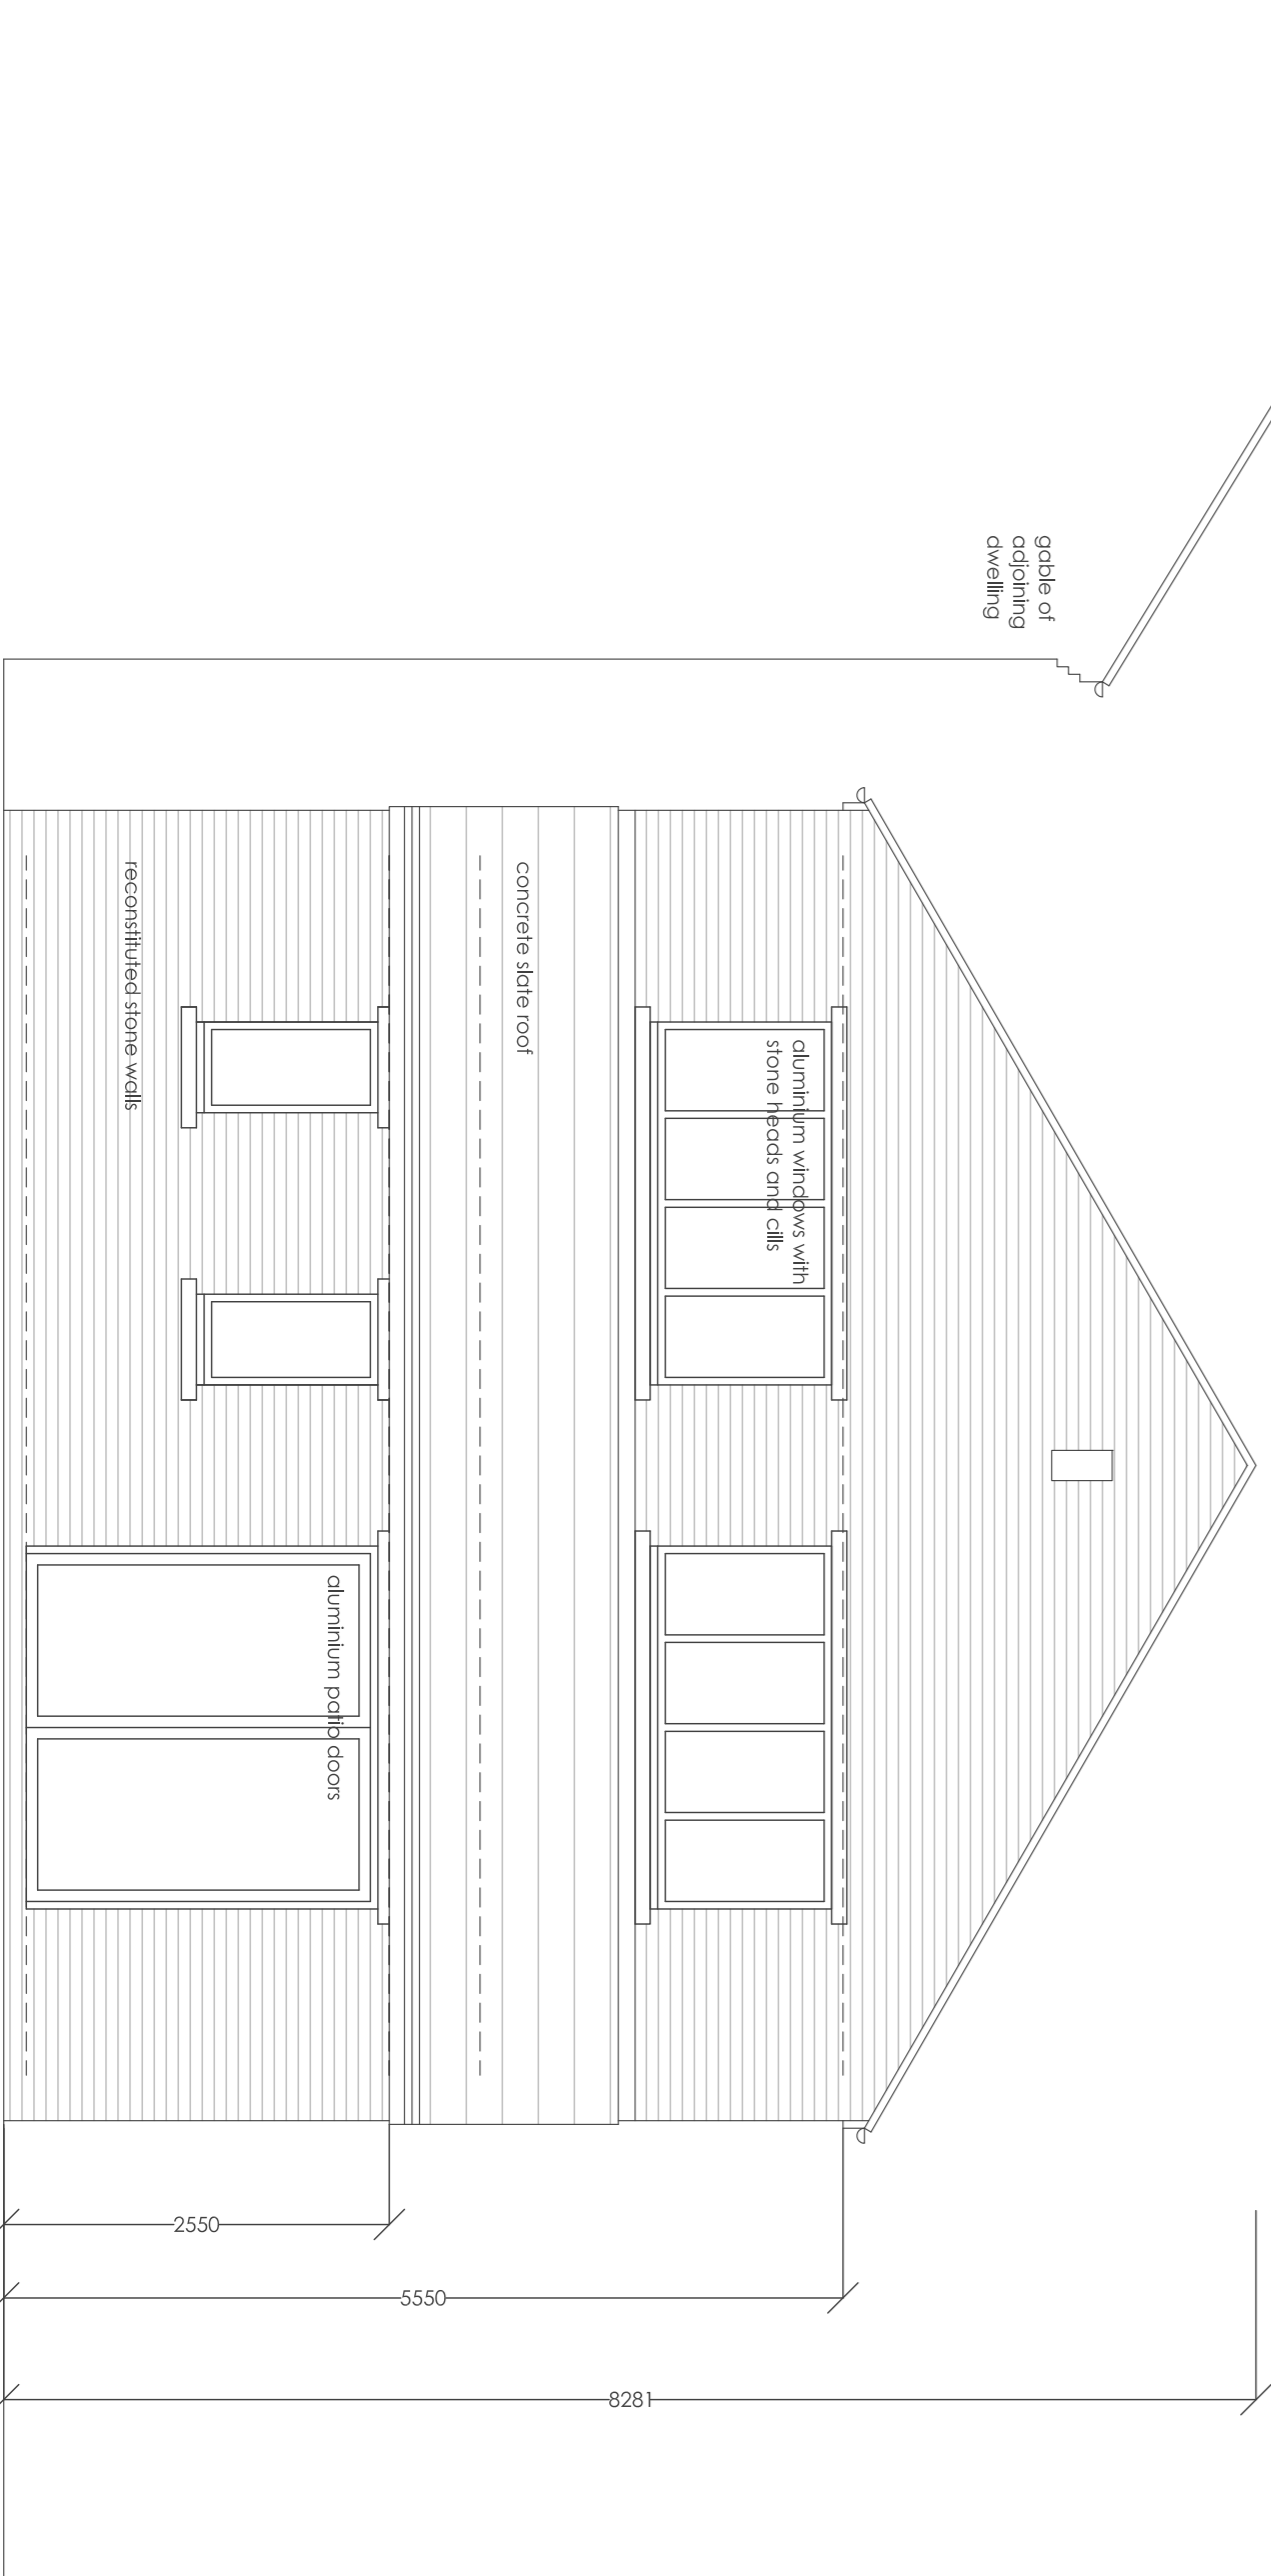 gable of
adjoining
dwelling
aluminium windows with
stone heads and cills
concrete slate roof
aluminium patio doors
reconstituted stone walls
2550
5550
8281